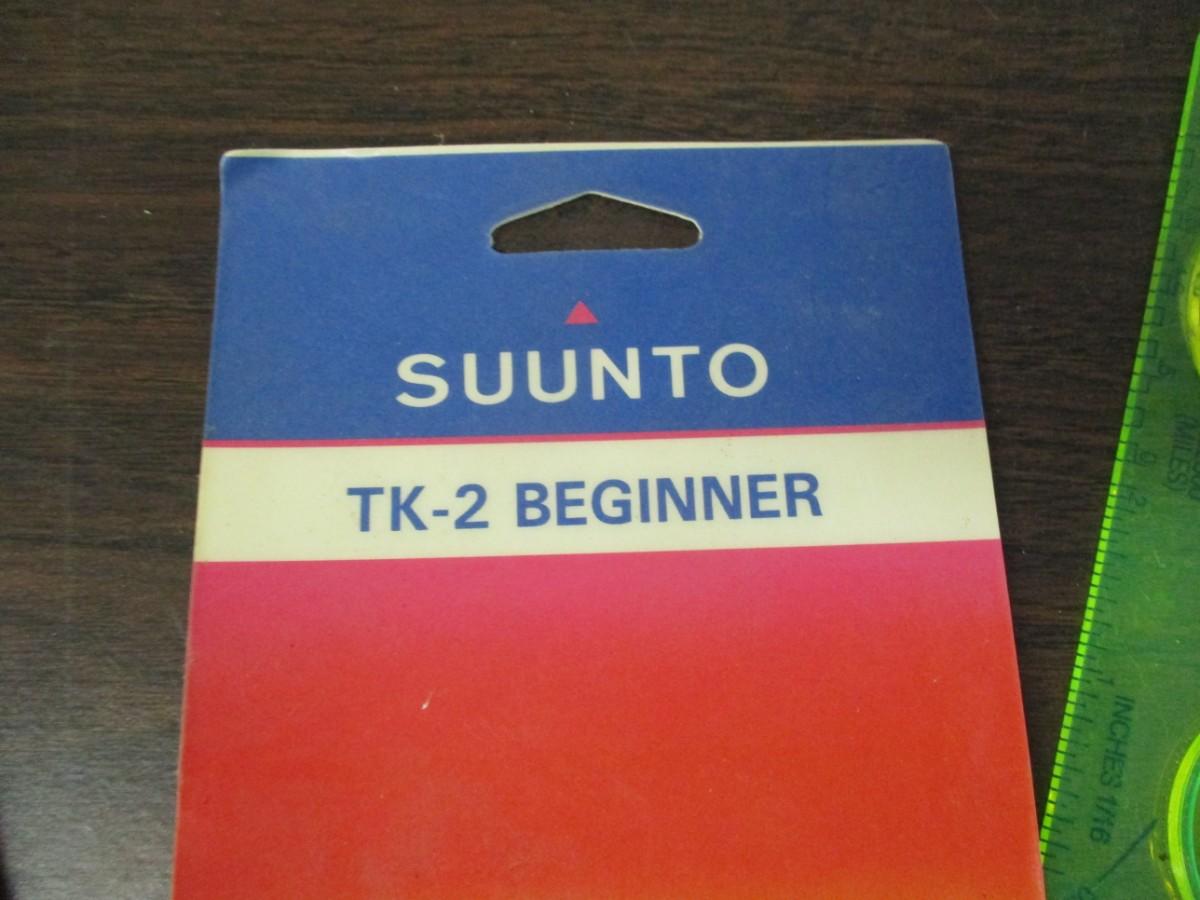 SUUNTO
TK-2 BEGINNER
(MILES)
INCHES 1/16